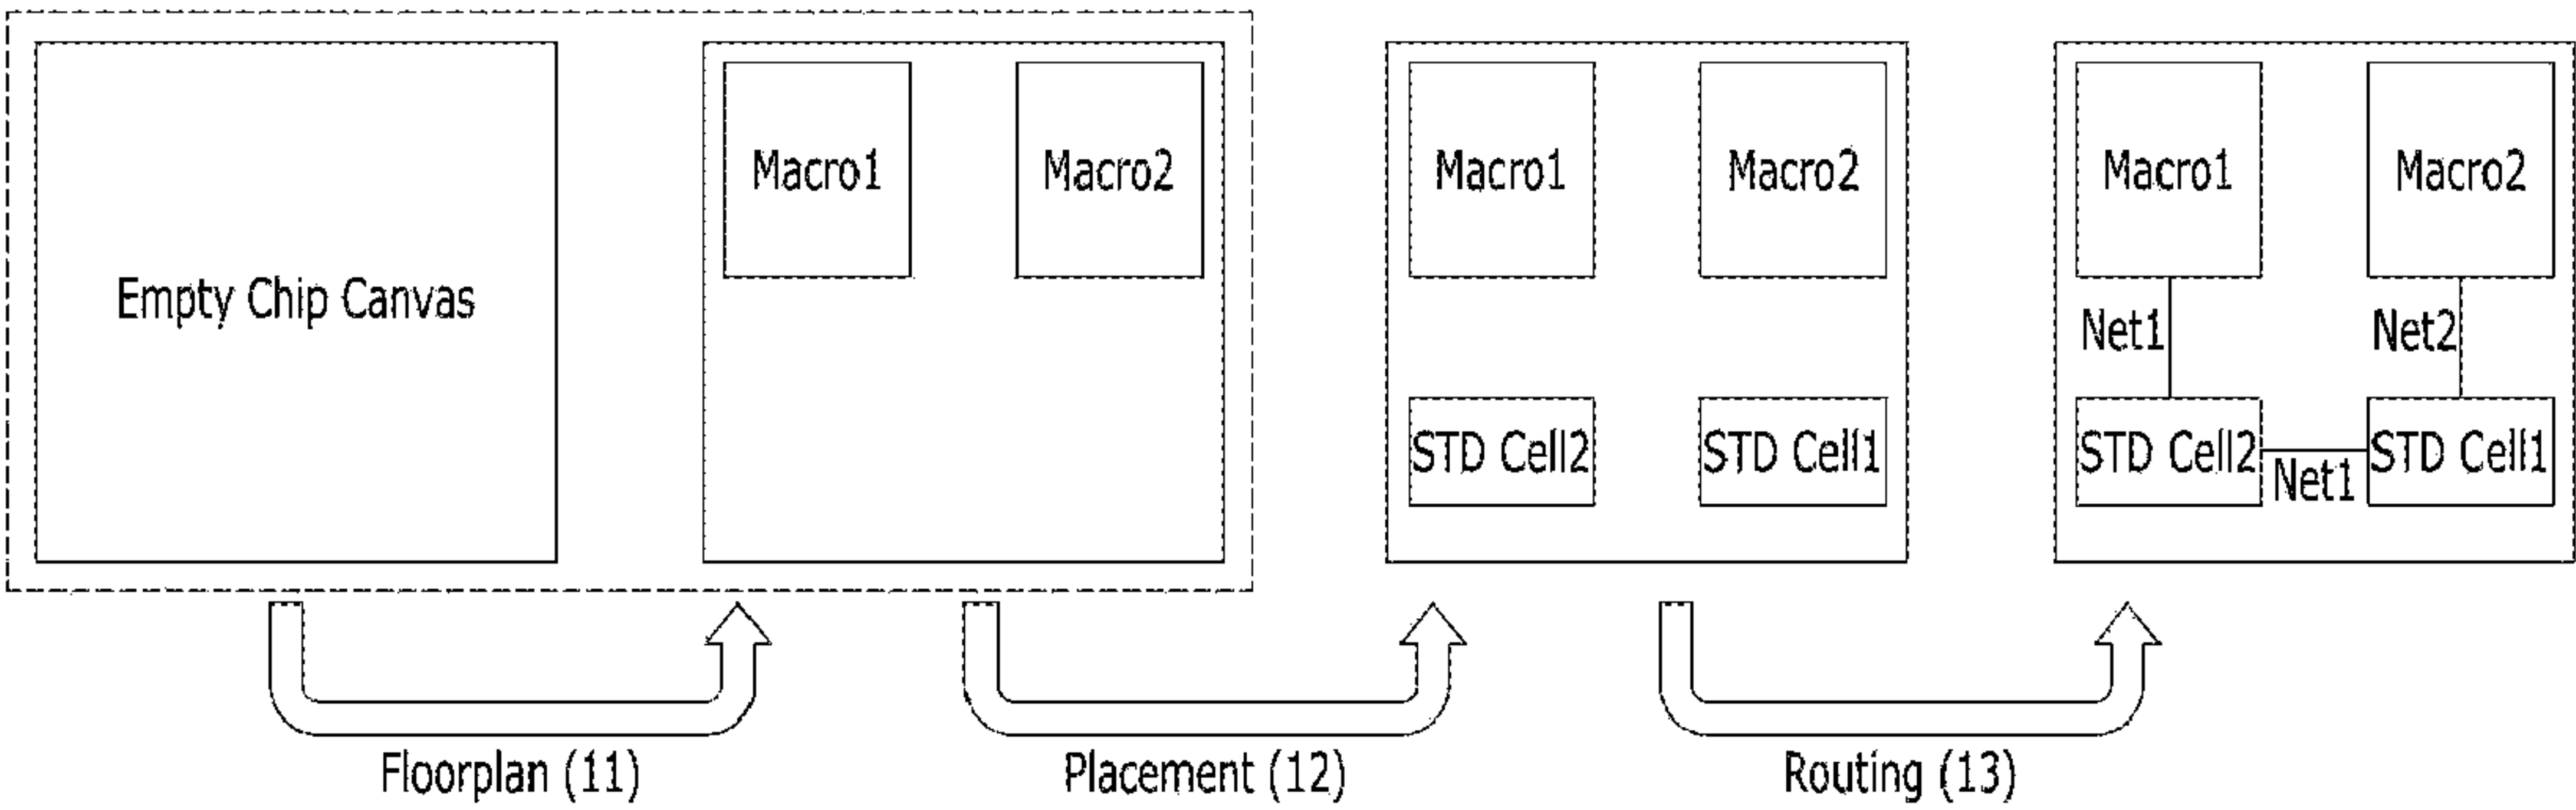 Empty Chip Canvas
Macro1
Macro2
Macro1
Macro2
STD Cell2
STD Cell1
Macro1
Macro2
Net1
Net2
STD Cell2
Net1
STD Cell1
Floorplan (11)
Placement (12)
Routing (13)